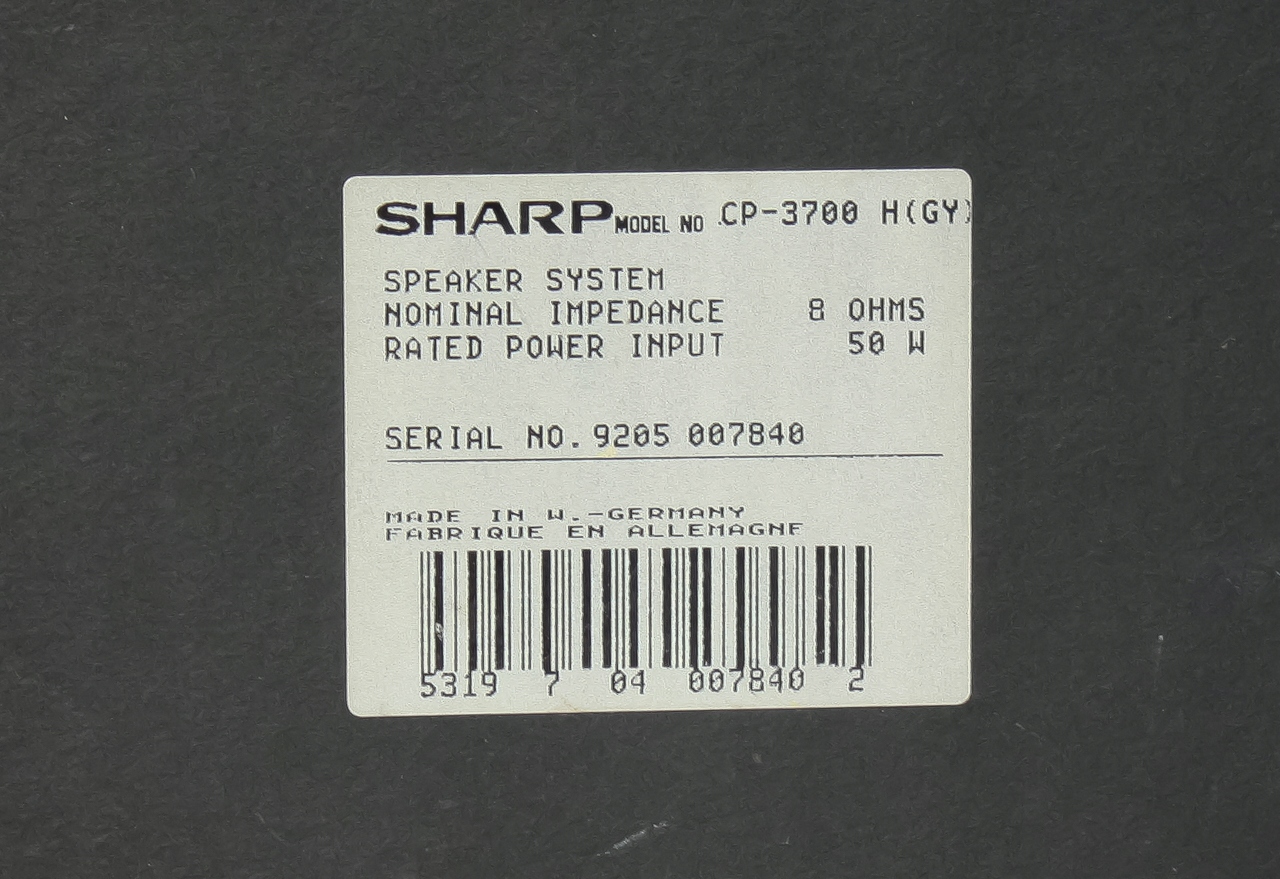 SHARP MODEL NO. CP-3700 H(GY)
SPEAKER SYSTEM
NOMINAL IMPEDANCE 8 OHMS
RATED POWER INPUT 50 W
SERIAL NO. 9205 007840
MADE IN W.-GERMANY
FABRIQUE EN ALLEMAGNE
5319 7 04 007840 2